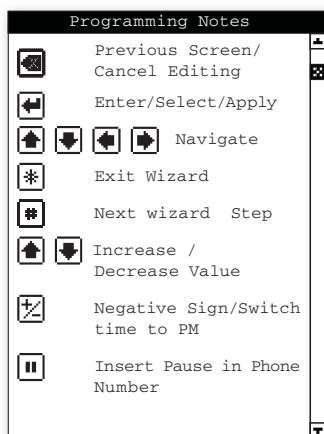 Programming Notes
Previous Screen/
Cancel Editing
Enter/Select/Apply
Navigate
* Exit Wizard
# Next wizard Step
Increase /
Decrease Value
+/- Negative Sign/Switch
time to PM
Insert Pause in Phone
Number